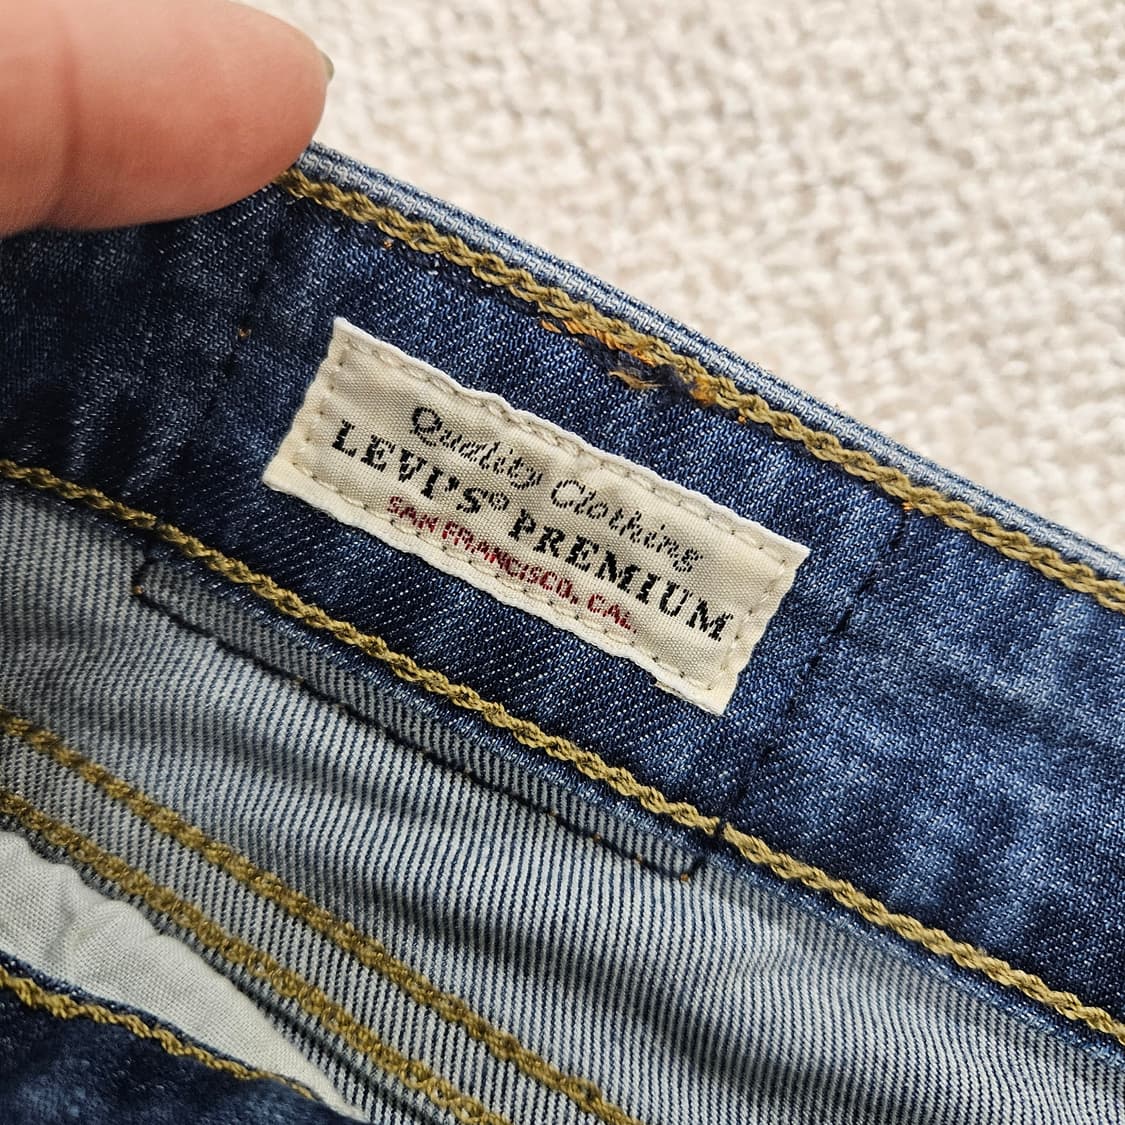 Quality Clothing
LEVI'S® PREMIUM
SAN FRANCISCO, CAL.